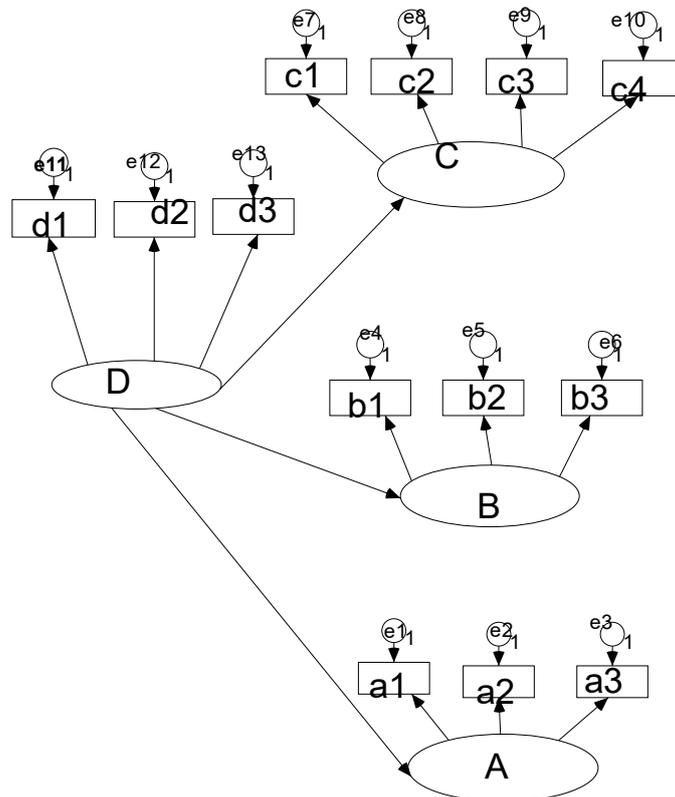 e7 e8 e9 e10
1 1 1 1
c1 c2 c3 c4
C
e11 e12 e13
1 1 1
d1 d2 d3
D
e4 e5 e6
1 1 1
b1 b2 b3
B
e1 e2 e3
1 1 1
a1 a2 a3
A